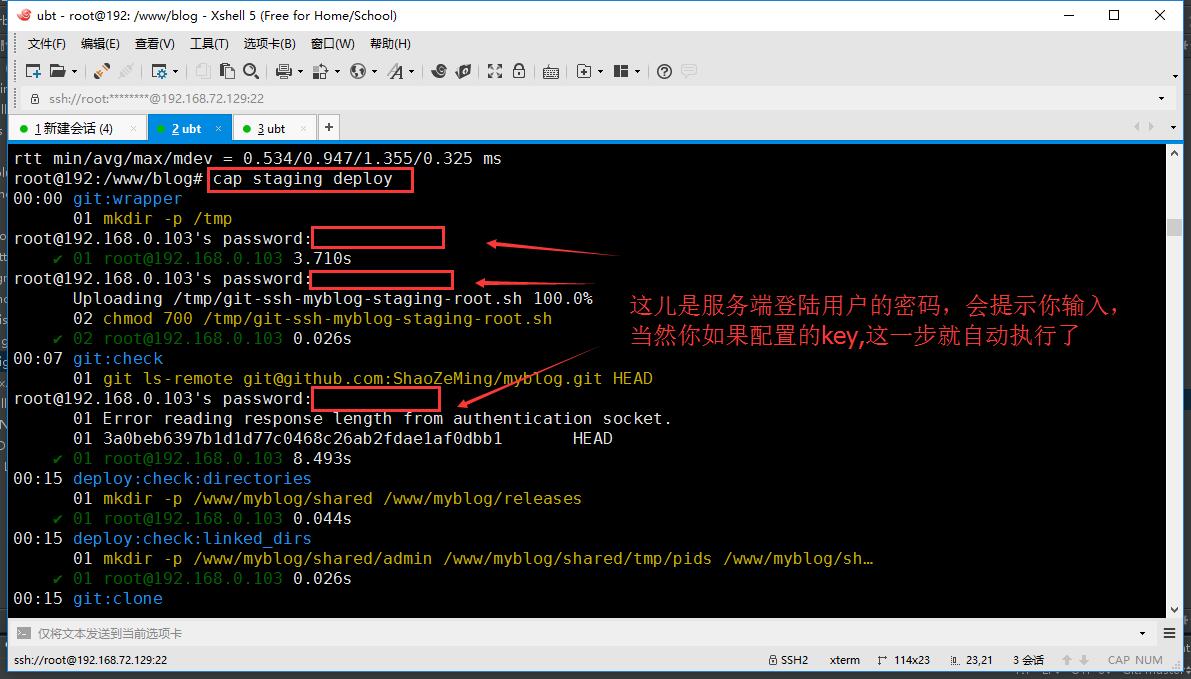 ubt - root@192: /www/blog - Xshell 5 (Free for Home/School)
文件(F) 编辑(E) 查看(V) 工具(T) 选项卡(B) 窗口(W) 帮助(H)
ssh://root:********@192.168.72.129:22
1 新建会话 (4) × 2 ubt × 3 ubt × +
rtt min/avg/max/mdev = 0.534/0.947/1.355/0.325 ms
root@192:/www/blog# cap staging deploy
00:00 git:wrapper
01 mkdir -p /tmp
root@192.168.0.103's password:
✔ 01 root@192.168.0.103 3.710s
root@192.168.0.103's password:
Uploading /tmp/git-ssh-myblog-staging-root.sh 100.0%
02 chmod 700 /tmp/git-ssh-myblog-staging-root.sh
✔ 02 root@192.168.0.103 0.026s
这儿是服务端登陆用户的密码，会提示你输入，
当然你如果配置的key,这一步就自动执行了
00:07 git:check
01 git ls-remote git@github.com:ShaoZeMing/myblog.git HEAD
root@192.168.0.103's password:
01 Error reading response length from authentication socket.
01 3a0beb6397b1d1d77c0468c26ab2fdae1af0dbb1 HEAD
✔ 01 root@192.168.0.103 8.493s
00:15 deploy:check:directories
01 mkdir -p /www/myblog/shared /www/myblog/releases
✔ 01 root@192.168.0.103 0.044s
00:15 deploy:check:linked_dirs
01 mkdir -p /www/myblog/shared/admin /www/myblog/shared/tmp/pids /www/myblog/sh…
✔ 01 root@192.168.0.103 0.026s
00:15 git:clone
仅将文本发送到当前选项卡
ssh://root@192.168.72.129:22 SSH2 xterm 114x23 23,21 3 会话 CAP NUM